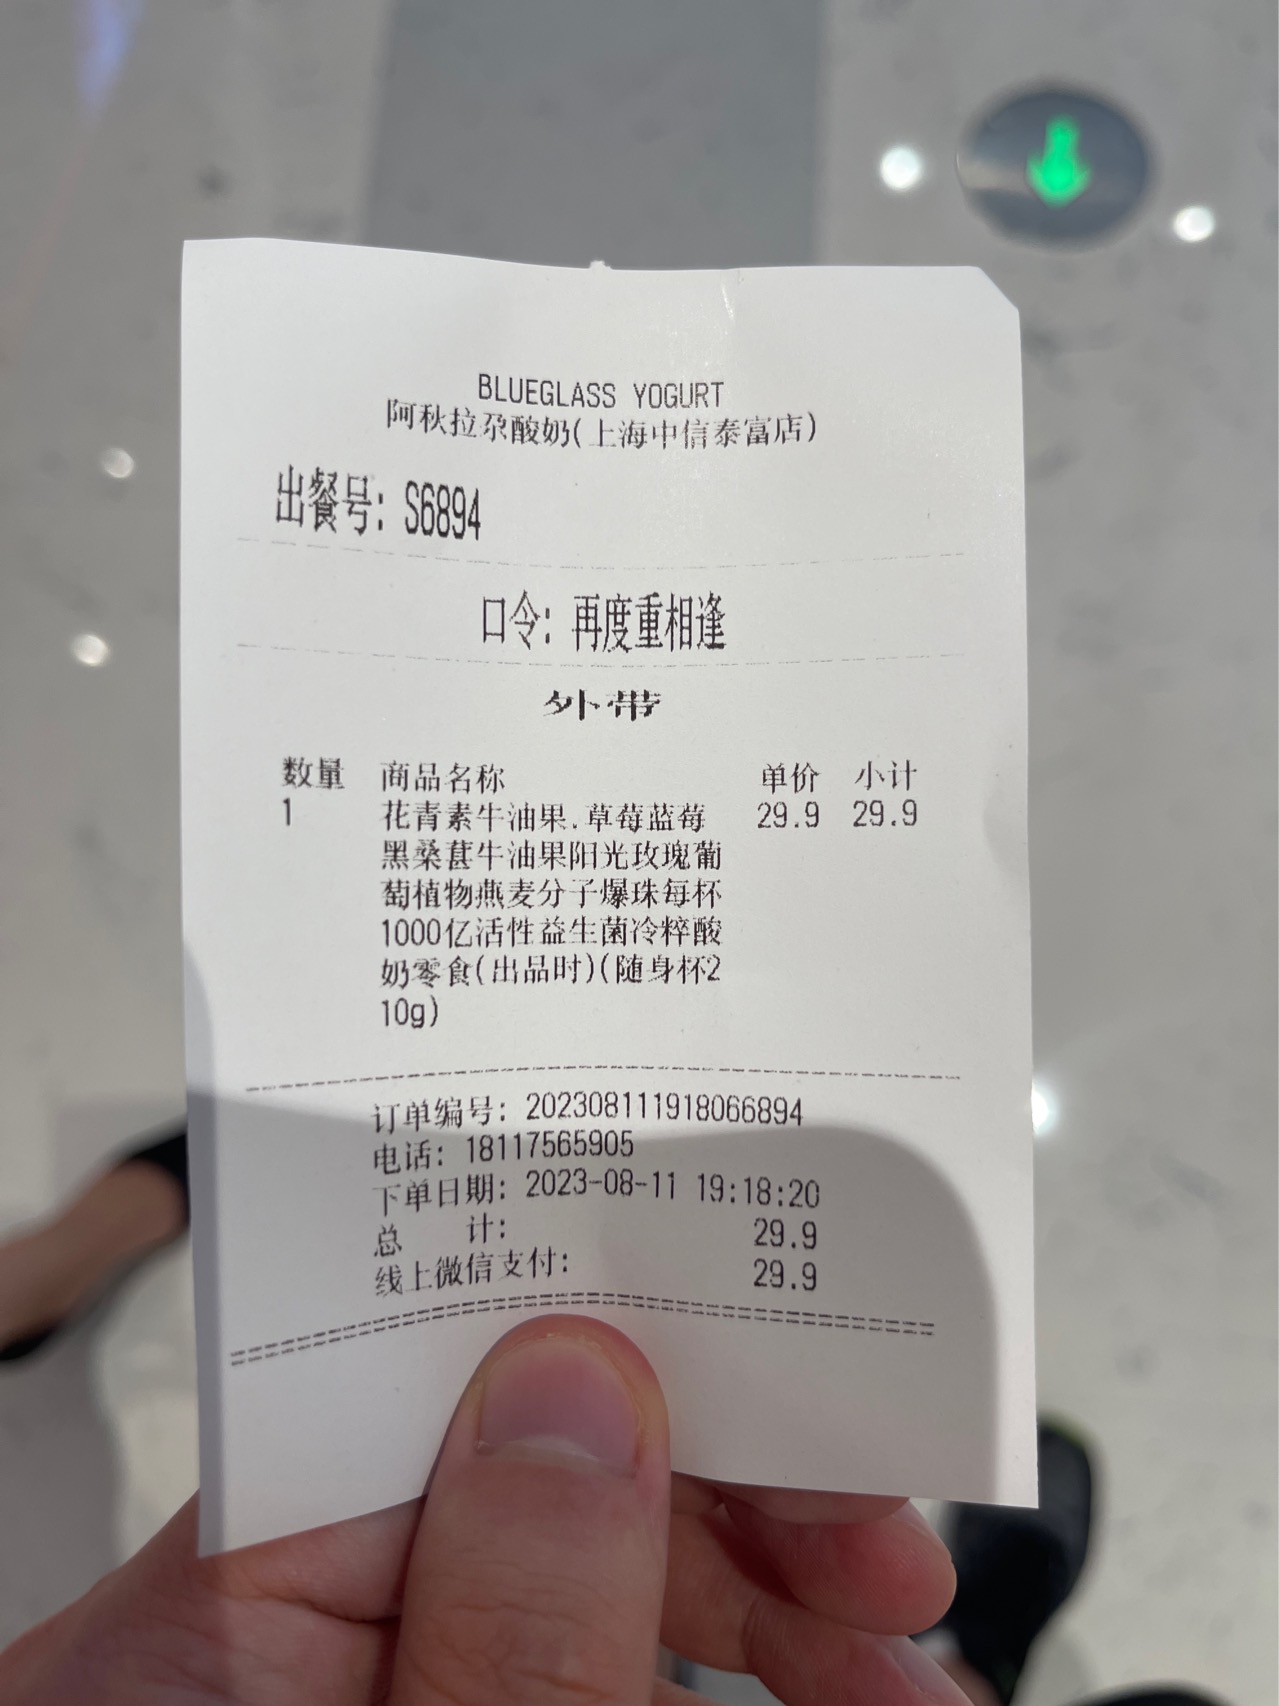 BLUEGLASS YOGURT
阿秋拉尕酸奶(上海中信泰富店)
出餐号: S6894
口令: 再度重相逢
外带
数量 商品名称 单价 小计
1 花青素牛油果.草莓蓝莓 29.9 29.9
黑桑葚牛油果阳光玫瑰葡
萄植物燕麦分子爆珠每杯
1000亿活性益生菌冷粹酸
奶零食(出品时)(随身杯2
10g)
订单编号: 202308111918066894
电话: 18117565905
下单日期: 2023-08-11 19:18:20
总 计: 29.9
线上微信支付: 29.9